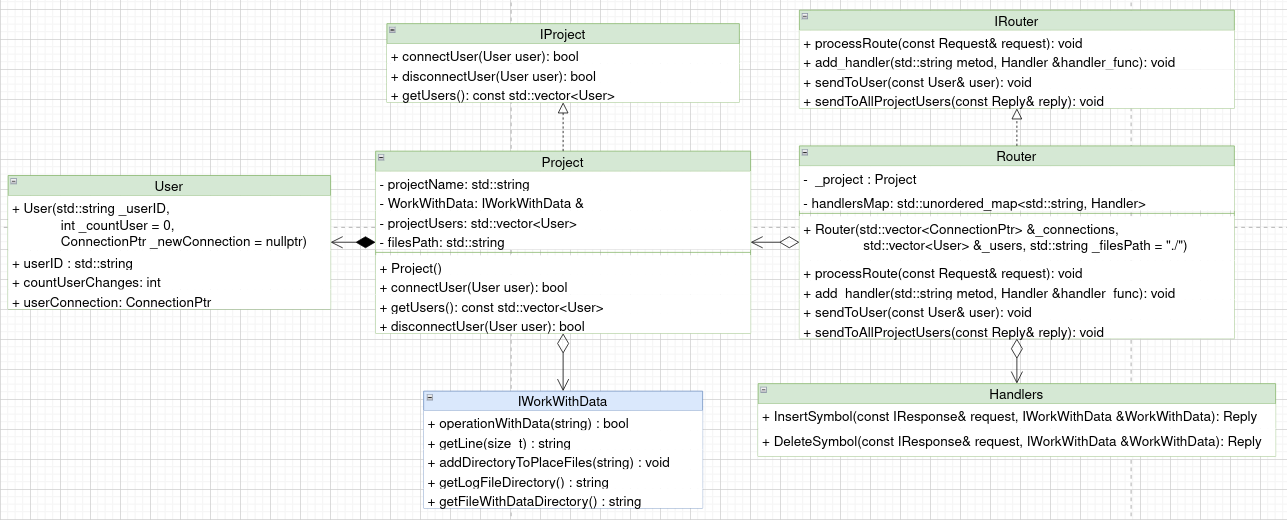 IProject
+ connectUser(User user): bool
+ disconnectUser(User user): bool
+ getUsers(): const std::vector<User>
IRouter
+ processRoute(const Request& request): void
+ add_handler(std::string metod, Handler &handler_func): void
+ sendToUser(const User& user): void
+ sendToAllProjectUsers(const Reply& reply): void
User
+ User(std::string _userID,
int _countUser = 0,
ConnectionPtr _newConnection = nullptr)
+ userID : std::string
+ countUserChanges: int
+ userConnection: ConnectionPtr
Project
- projectName: std::string
- WorkWithData: IWorkWithData &
- projectUsers: std::vector<User>
- filesPath: std::string
+ Project()
+ connectUser(User user): bool
+ getUsers(): const std::vector<User>
+ disconnectUser(User user): bool
Router
- _project : Project
- handlersMap: std::unordered_map<std::string, Handler>
+ Router(std::vector<ConnectionPtr> &_connections,
std::vector<User> &_users, std::string _filesPath = "./")
+ processRoute(const Request& request): void
+ add_handler(std::string metod, Handler &handler_func): void
+ sendToUser(const User& user): void
+ sendToAllProjectUsers(const Reply& reply): void
IWorkWithData
+ operationWithData(string) : bool
+ getLine(size_t) : string
+ addDirectoryToPlaceFiles(string) : void
+ getLogFileDirectory() : string
+ getFileWithDataDirectory() : string
Handlers
+ InsertSymbol(const IResponse& request, IWorkWithData &WorkWithData): Reply
+ DeleteSymbol(const IResponse& request, IWorkWithData &WorkWithData): Reply